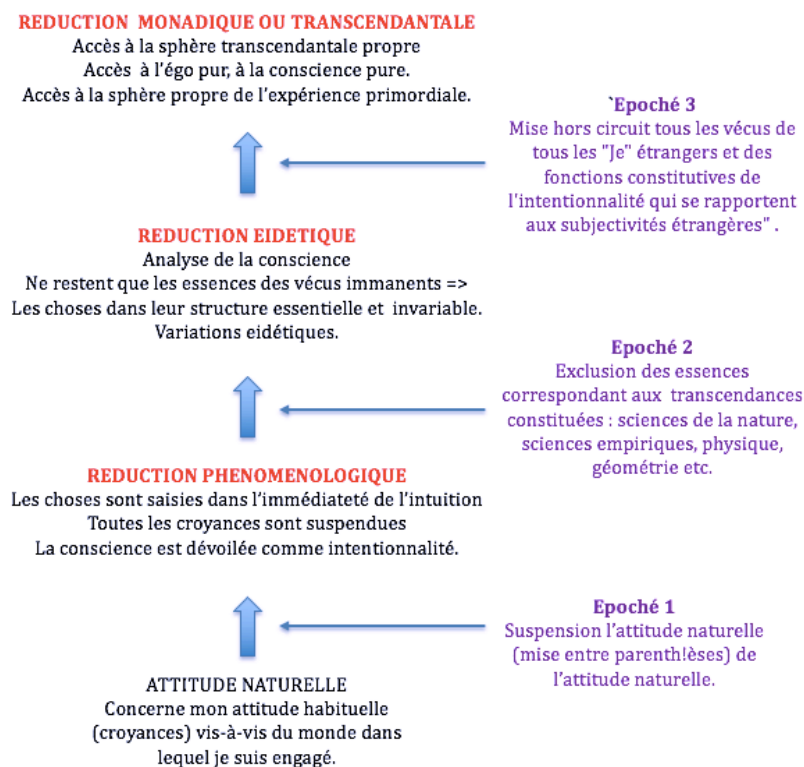 REDUCTION  MONADIQUE OU TRANSCENDANTALE
Accès à la sphère transcendantale propre
Accès  à l'égo pur, à la conscience pure.
Accès à la sphère propre de l'expérience primordiale.
`Epoché 3
Mise hors circuit tous les vécus de
tous les "Je" étrangers et des
fonctions constitutives de
l'intentionnalité qui se rapportent
aux subjectivités étrangères" .
REDUCTION EIDETIQUE
Analyse de la conscience
Ne restent que les essences des vécus immanents =>
Les choses dans leur structure essentielle et  invariable.
Variations eidétiques.
Epoché 2
Exclusion des essences
correspondant aux  transcendances
constituées : sciences de la nature,
sciences empiriques, physique,
géométrie etc.
REDUCTION PHENOMENOLOGIQUE
Les choses sont saisies dans l'immédiateté de l'intuition
Toutes les croyances sont suspendues
La conscience est dévoilée comme intentionnalité.
Epoché 1
Suspension l'attitude naturelle
(mise entre parenth!èses) de
l'attitude naturelle.
ATTITUDE NATURELLE
Concerne mon attitude habituelle
(croyances) vis-à-vis du monde dans
lequel je suis engagé.